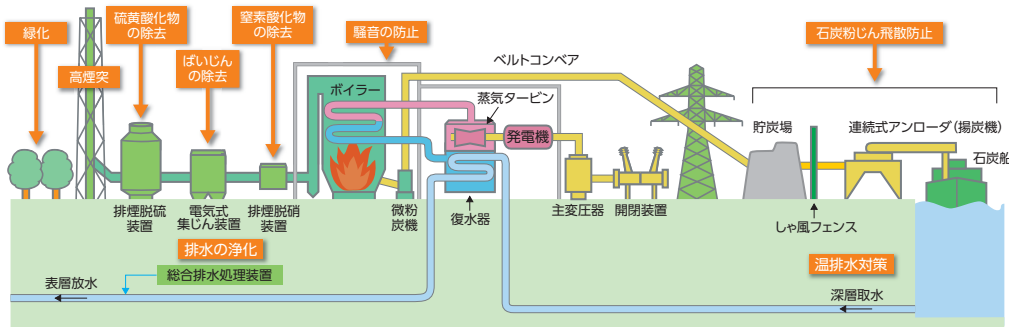 緑化
高煙突
硫黄酸化物
の除去
ばいじん
の除去
窒素酸化物
の除去
騒音の防止
石炭粉じん飛散防止
ベルトコンベア
ボイラー
蒸気タービン
発電機
貯炭場
連続式アンローダ(揚炭機)
石炭船
排煙脱硫
装置
電気式
集じん装置
排煙脱硝
装置
微粉
炭機
復水器
主変圧器
開閉装置
しゃ風フェンス
排水の浄化
総合排水処理装置
温排水対策
表層放水
深層取水